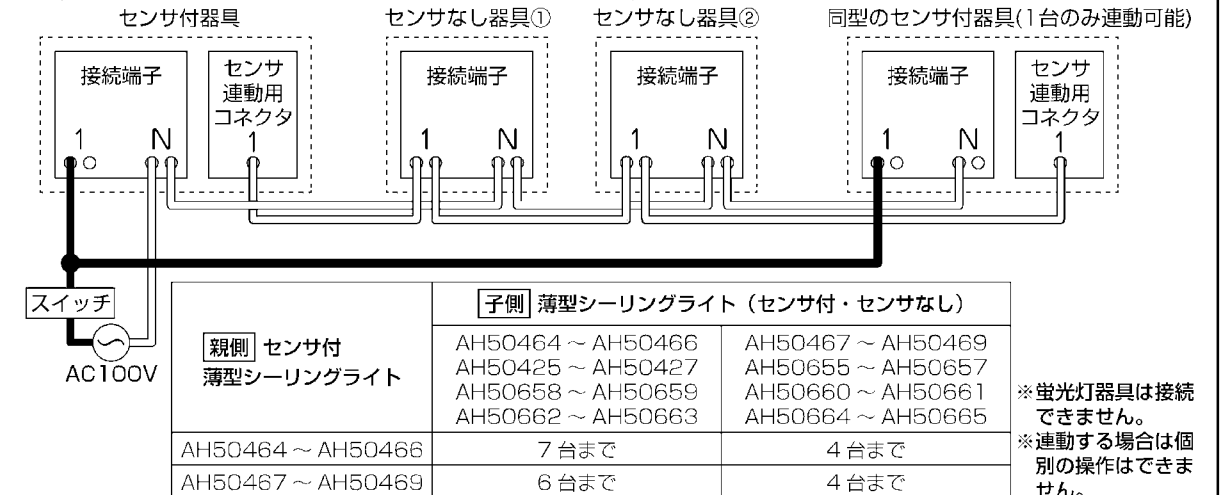 センサ付器具
センサなし器具①
センサなし器具②
同型のセンサ付器具(1台のみ連動可能)
接続端子
1 N
センサ
連動用
コネクタ
1
接続端子
1 N
接続端子
1 N
接続端子
1 N
センサ
連動用
コネクタ
1
スイッチ
AC100V
親側 センサ付
薄型シーリングライト
子側 薄型シーリングライト（センサ付・センサなし）
AH50464～AH50466
AH50425～AH50427
AH50658～AH50659
AH50662～AH50663
AH50467～AH50469
AH50655～AH50657
AH50660～AH50661
AH50664～AH50665
AH50464～AH50466 7台まで 4台まで
AH50467～AH50469 6台まで 4台まで
※蛍光灯器具は接続
できません。
※連動する場合は個
別の操作はできま
せん。